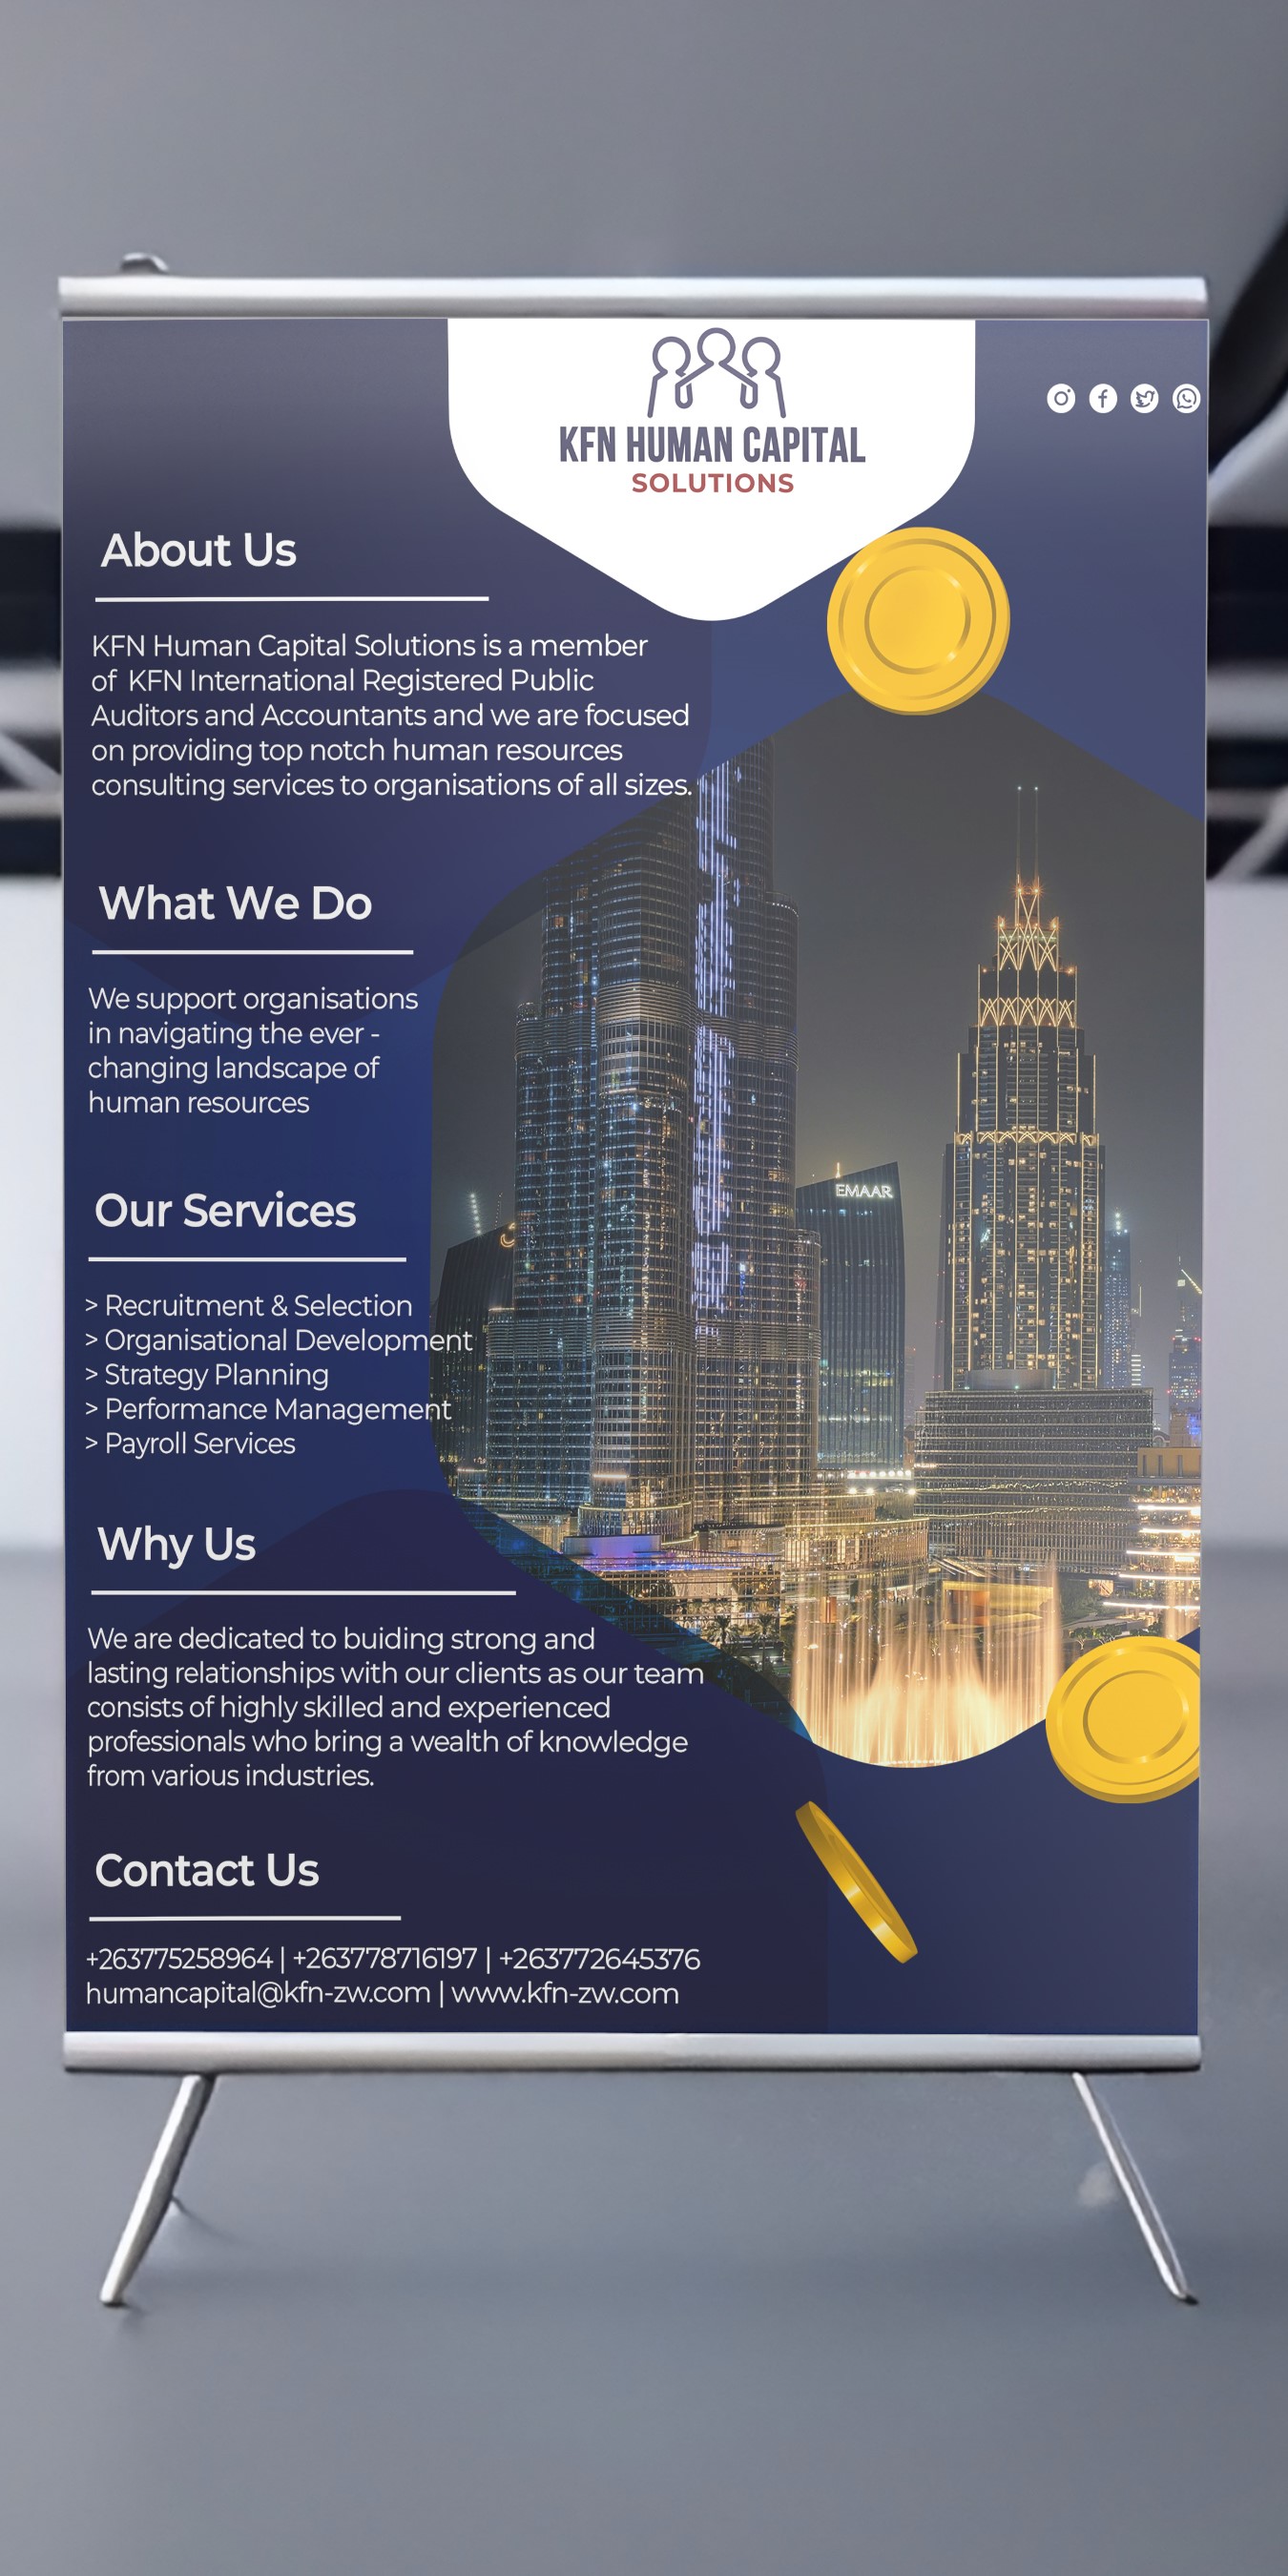 KFN HUMAN CAPITAL
SOLUTIONS
About Us
KFN Human Capital Solutions is a member
of KFN International Registered Public
Auditors and Accountants and we are focused
on providing top notch human resources
consulting services to organisations of all sizes.
What We Do
We support organisations
in navigating the ever -
changing landscape of
human resources
EMAAR
Our Services
> Recruitment & Selection
> Organisational Development
> Strategy Planning
> Performance Management
> Payroll Services
Why Us
We are dedicated to buiding strong and
lasting relationships with our clients as our team
consists of highly skilled and experienced
professionals who bring a wealth of knowledge
from various industries.
Contact Us
+263775258964 | +263778716197 | +263772645376
humancapital@kfn-zw.com | www.kfn-zw.com